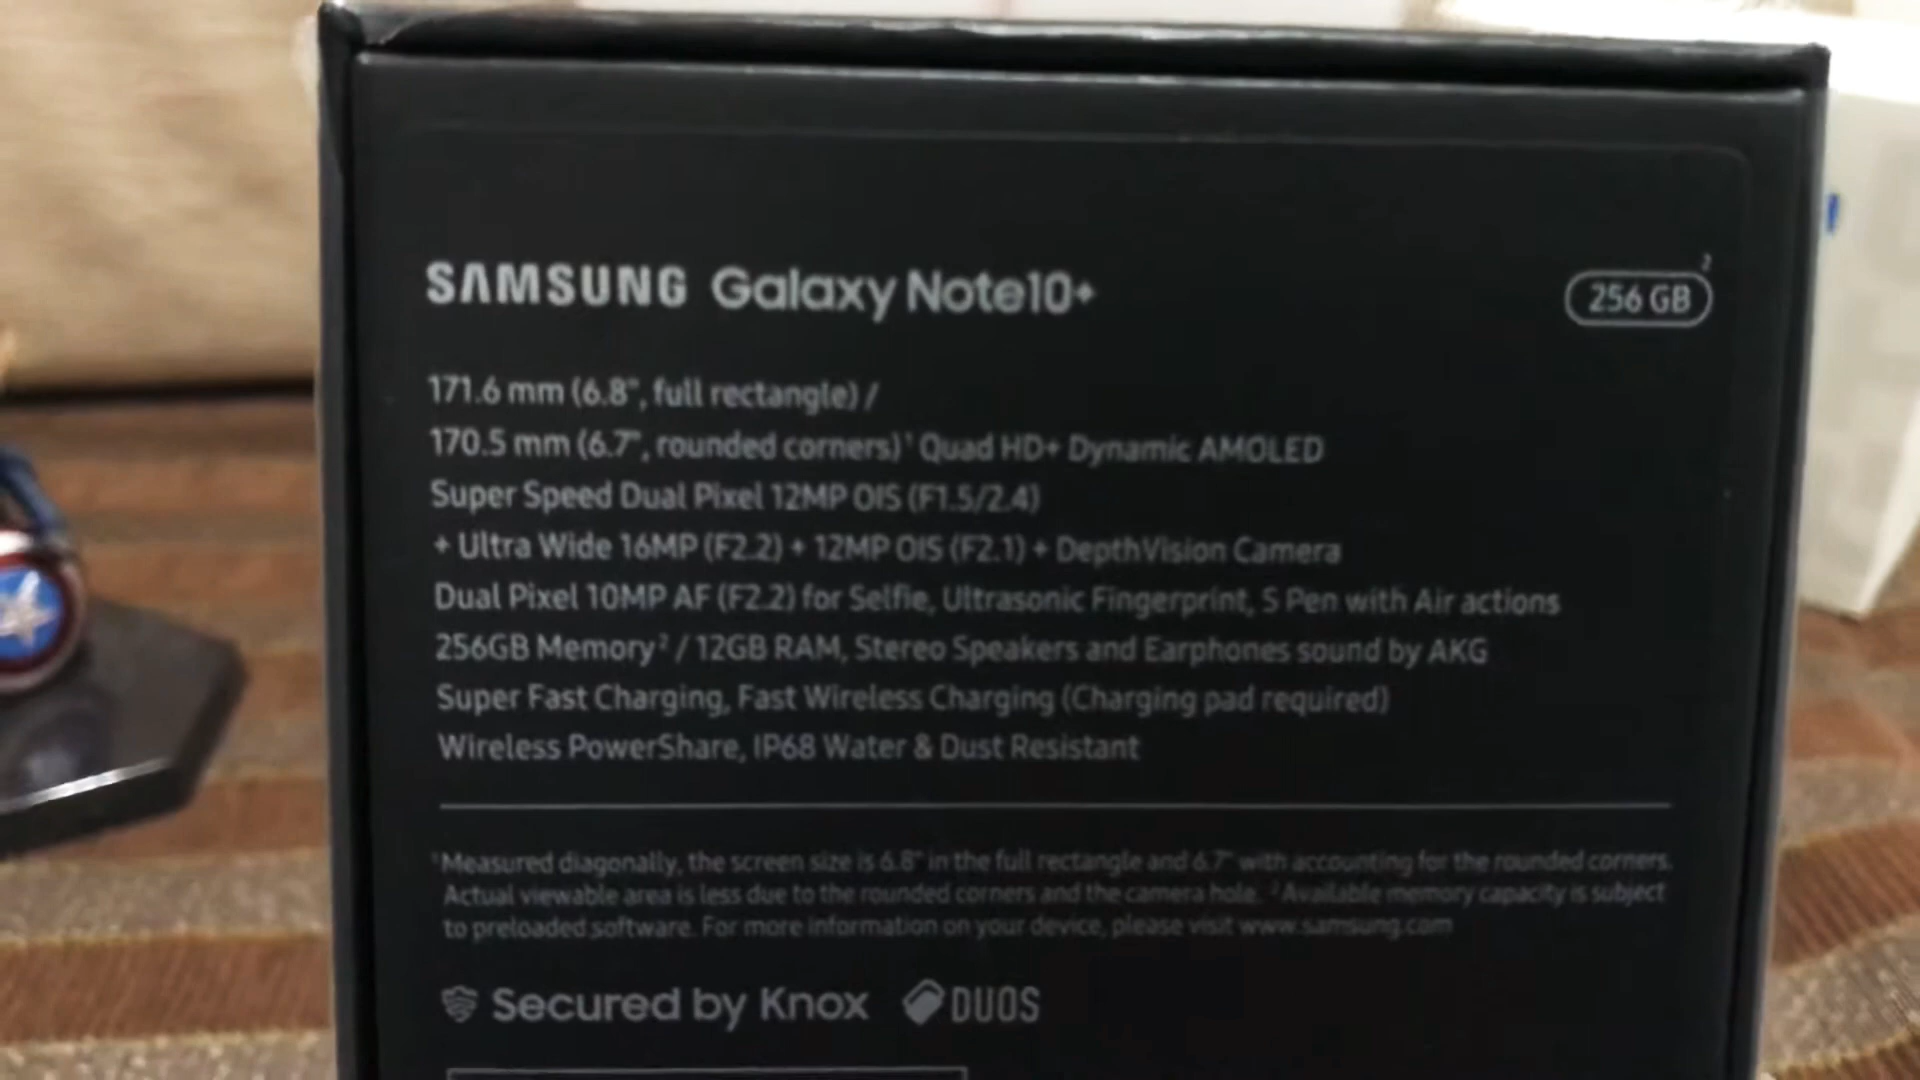 SAMSUNG Galaxy Note10+
256 GB ²
171.6 mm (6.8", full rectangle) /
170.5 mm (6.7", rounded corners)¹ Quad HD+ Dynamic AMOLED
Super Speed Dual Pixel 12MP OIS (F1.5/2.4)
+ Ultra Wide 16MP (F2.2) + 12MP OIS (F2.1) + DepthVision Camera
Dual Pixel 10MP AF (F2.2) for Selfie, Ultrasonic Fingerprint, S Pen with Air actions
256GB Memory² / 12GB RAM, Stereo Speakers and Earphones sound by AKG
Super Fast Charging, Fast Wireless Charging (Charging pad required)
Wireless PowerShare, IP68 Water & Dust Resistant
¹Measured diagonally, the screen size is 6.8" in the full rectangle and 6.7" with accounting for the rounded corners.
Actual viewable area is less due to the rounded corners and the camera hole. ²Available memory capacity is subject
to preloaded software. For more information on your device, please visit www.samsung.com
Secured by Knox DUOS